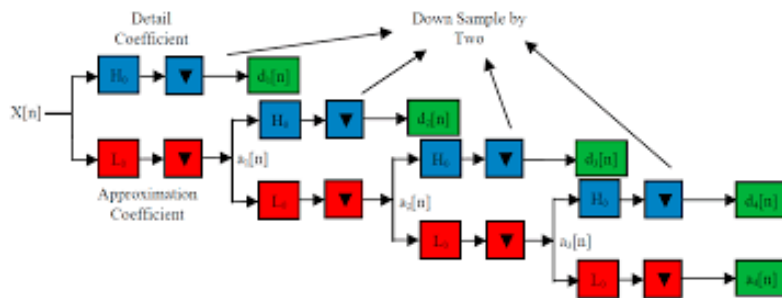 Detail
Coefficient
Down Sample by
Two
X[n]
H₀
d₁[n]
L₀
a₁[n]
H₀
d₂[n]
Approximation
Coefficient
L₀
a₂[n]
H₀
d₃[n]
L₀
a₃[n]
H₀
d₄[n]
L₀
a₄[n]